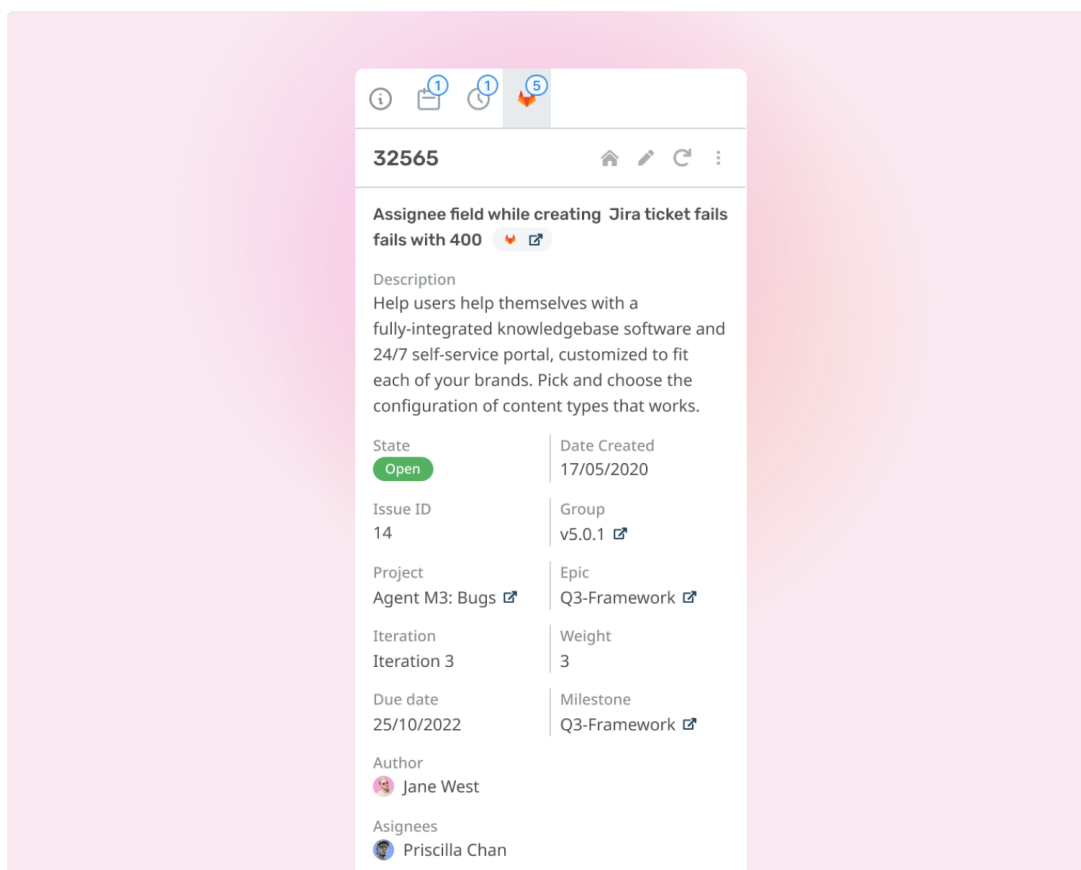 1
1
5
32565
Assignee field while creating  Jira ticket fails
fails with 400
Description
Help users help themselves with a
fully-integrated knowledgebase software and
24/7 self-service portal, customized to fit
each of your brands. Pick and choose the
configuration of content types that works.
State
Open
Date Created
17/05/2020
Issue ID
14
Group
v5.0.1
Project
Agent M3: Bugs
Epic
Q3-Framework
Iteration
Iteration 3
Weight
3
Due date
25/10/2022
Milestone
Q3-Framework
Author
Jane West
Asignees
Priscilla Chan